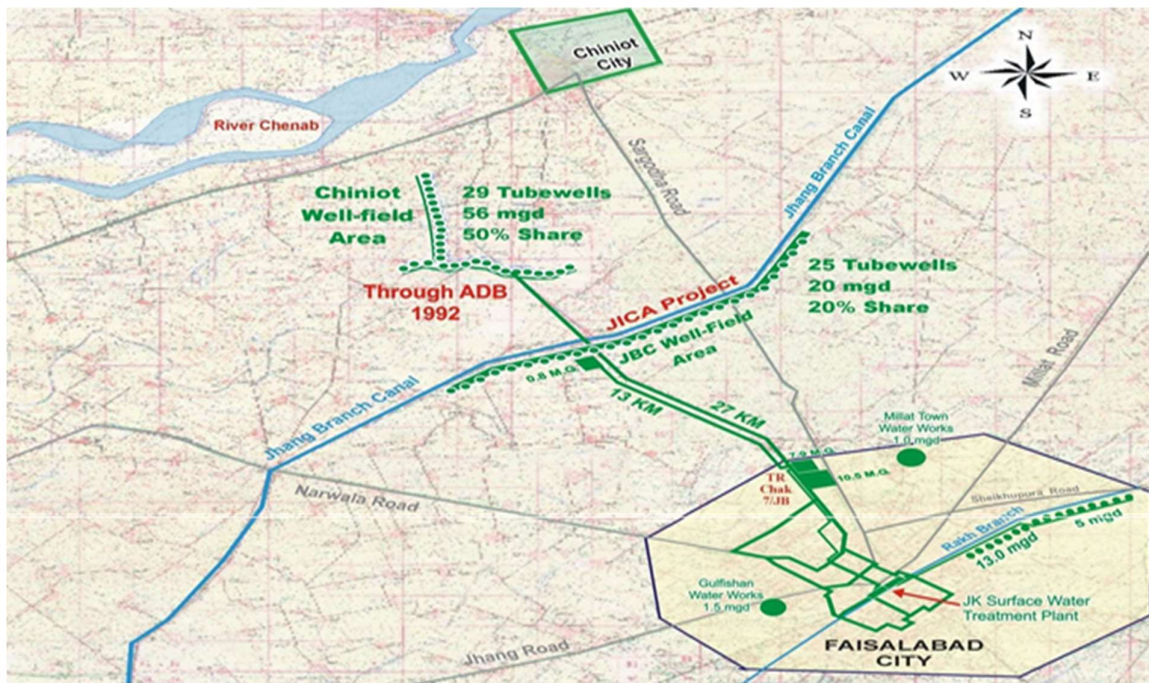 Chiniot
City
N
W
E
S
River Chenab
Sargodha Road
Jhang Branch Canal
Chiniot
Well-field
Area
29 Tubewells
56 mgd
50% Share
25 Tubewells
20 mgd
20% Share
Through ADB
1992
JICA Project
JBC Well-Field
Area
0.8 M.G.
13 KM
27 KM
Millat Road
Jhang Branch Canal
Millat Town
Water Works
1.0 mgd
7.9 M.G.
10.5 M.G.
TR
Chak
7/JB
Narwala Road
Sheikhupura Road
Rakh Branch
5 mgd
13.0 mgd
Gulfishan
Water Works
1.5 mgd
JK Surface Water
Treatment Plant
FAISALABAD
CITY
Jhang Road